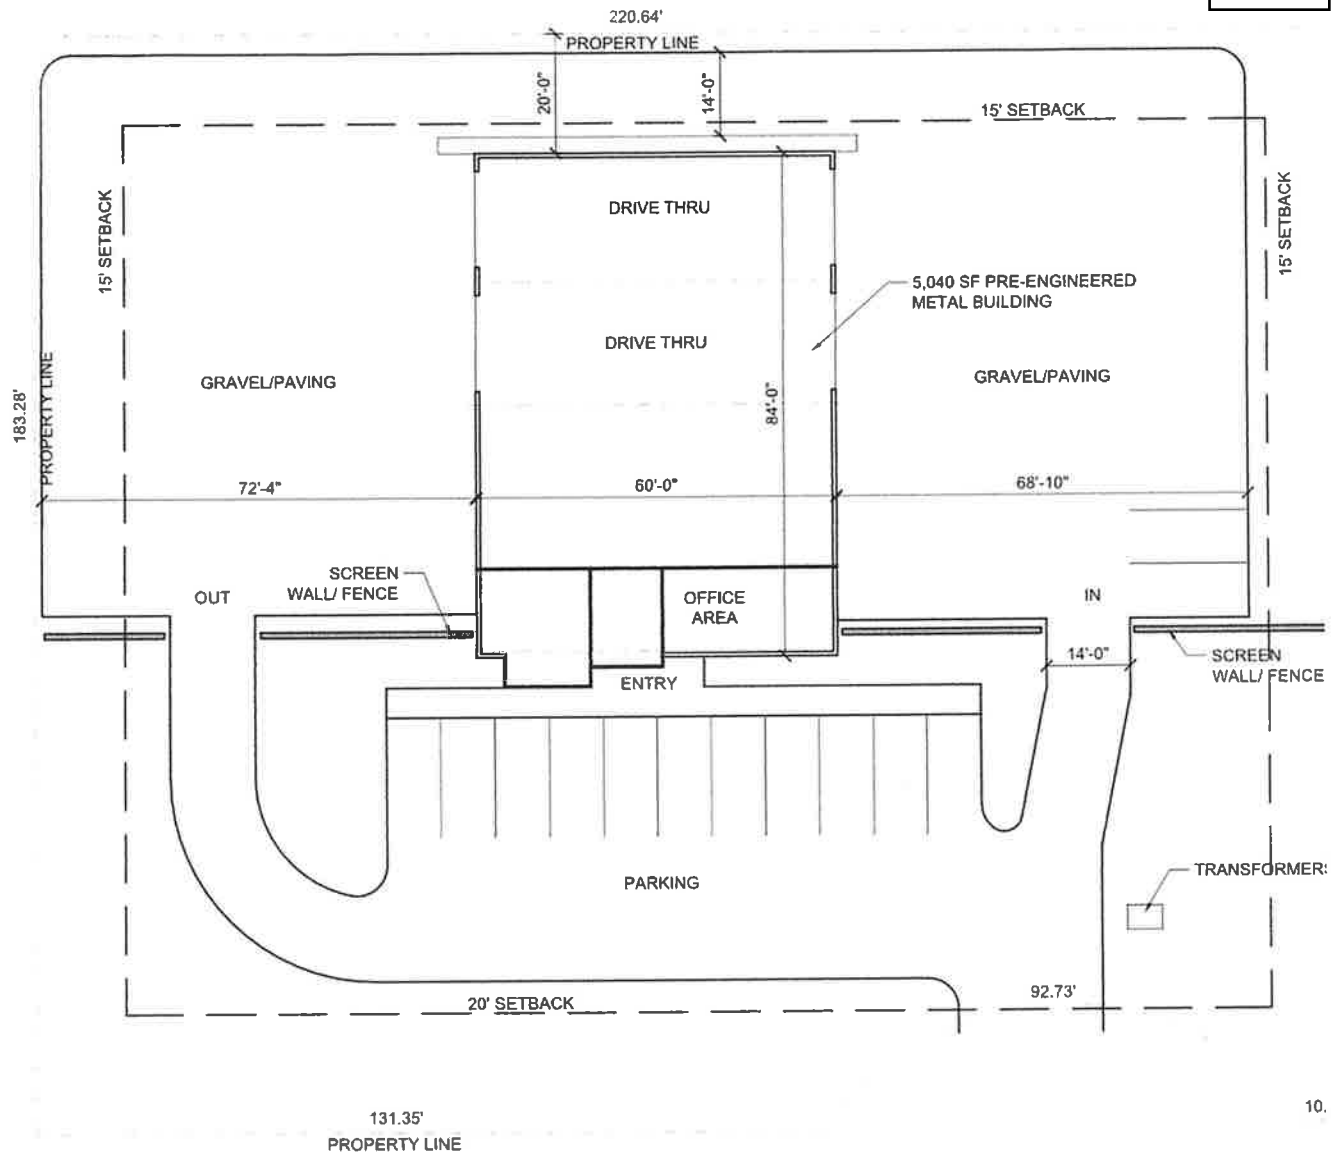 220.64'
PROPERTY LINE
20'-0"
14'-0"
15' SETBACK
15' SETBACK
15' SETBACK
DRIVE THRU
5,040 SF PRE-ENGINEERED
METAL BUILDING
DRIVE THRU
GRAVEL/PAVING
GRAVEL/PAVING
183.28'
PROPERTY LINE
84'-0"
72'-4"
60'-0"
68'-10"
SCREEN
WALL/ FENCE
OUT
OFFICE
AREA
IN
14'-0"
SCREEN
WALL/ FENCE
ENTRY
PARKING
TRANSFORMER
20' SETBACK
92.73'
131.35'
PROPERTY LINE
10.